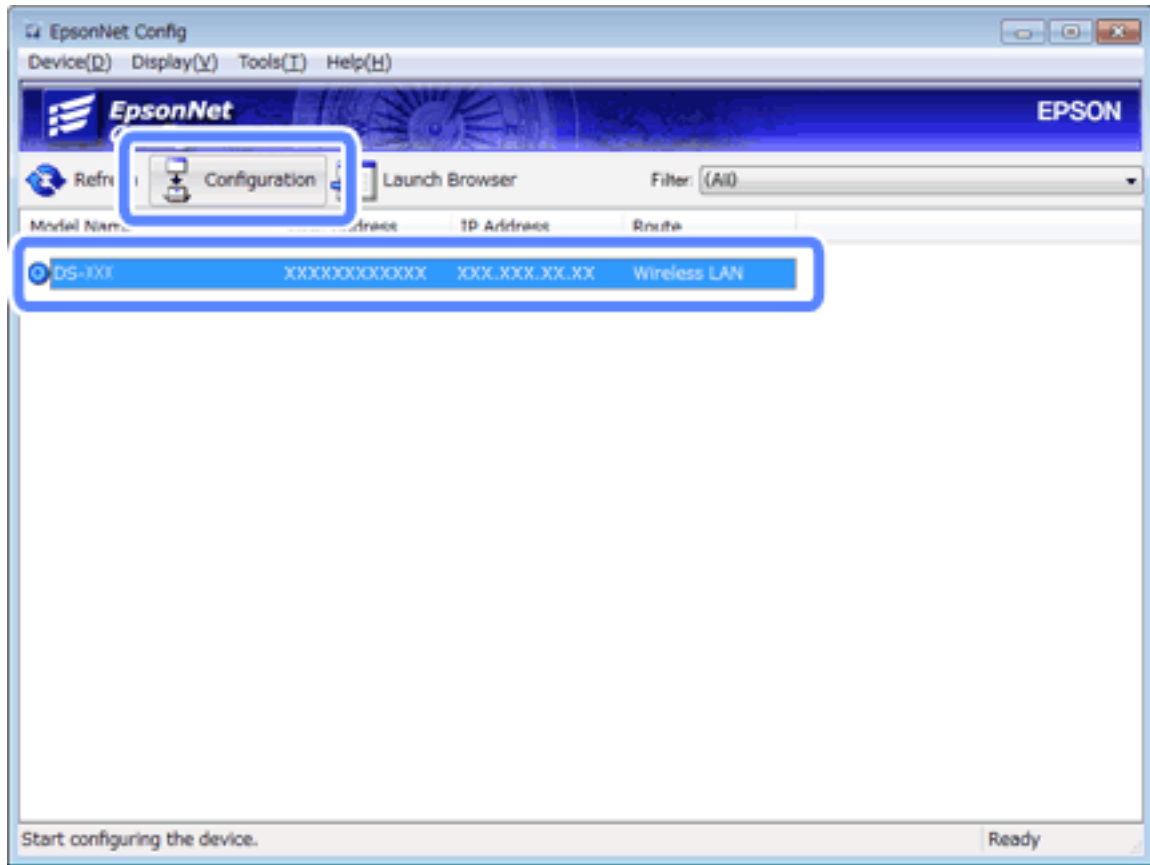 EpsonNet Config
Device(D) Display(V) Tools(T) Help(H)
EpsonNet
EPSON
Configuration
Launch Browser
Filter: (All)
Model IP Address Route
DS-XXX XXXXXXXXXXXX XXX.XXX.XX.XX Wireless LAN
Start configuring the device.
Ready